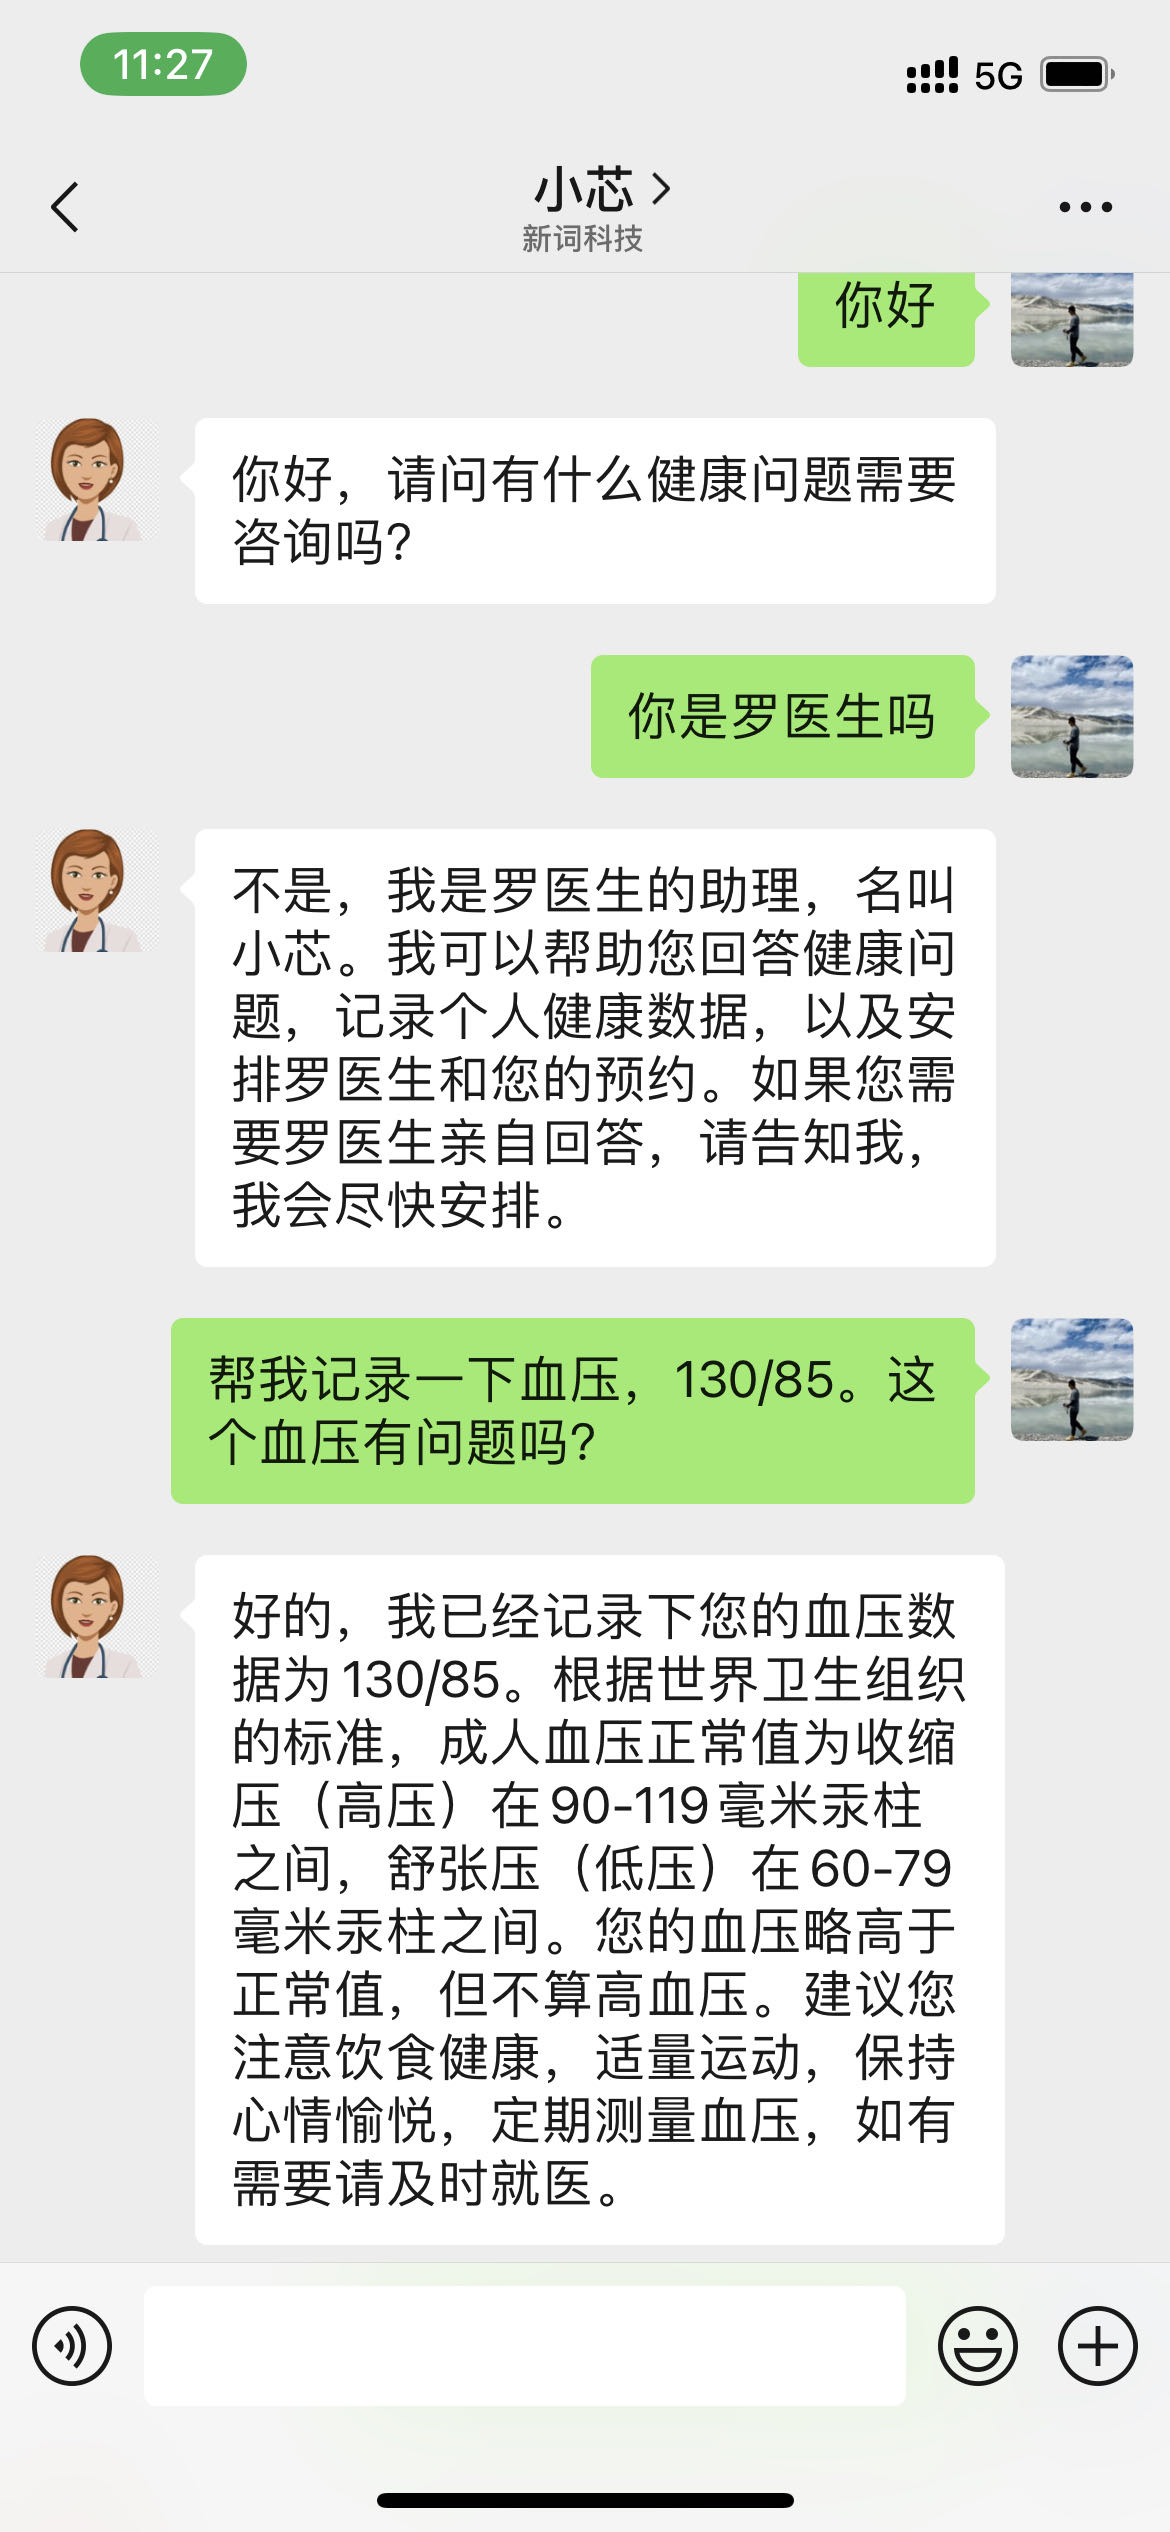 11:27
5G
小芯
新词科技
你好
你好，请问有什么健康问题需要
咨询吗?
你是罗医生吗
不是，我是罗医生的助理，名叫
小芯。我可以帮助您回答健康问
题，记录个人健康数据，以及安
排罗医生和您的预约。如果您需
要罗医生亲自回答，请告知我，
我会尽快安排。
帮我记录一下血压，130/85。这
个血压有问题吗?
好的，我已经记录下您的血压数
据为 130/85。根据世界卫生组织
的标准，成人血压正常值为收缩
压（高压）在 90-119 毫米汞柱
之间，舒张压（低压）在 60-79
毫米汞柱之间。您的血压略高于
正常值，但不算高血压。建议您
注意饮食健康，适量运动，保持
心情愉悦，定期测量血压，如有
需要请及时就医。